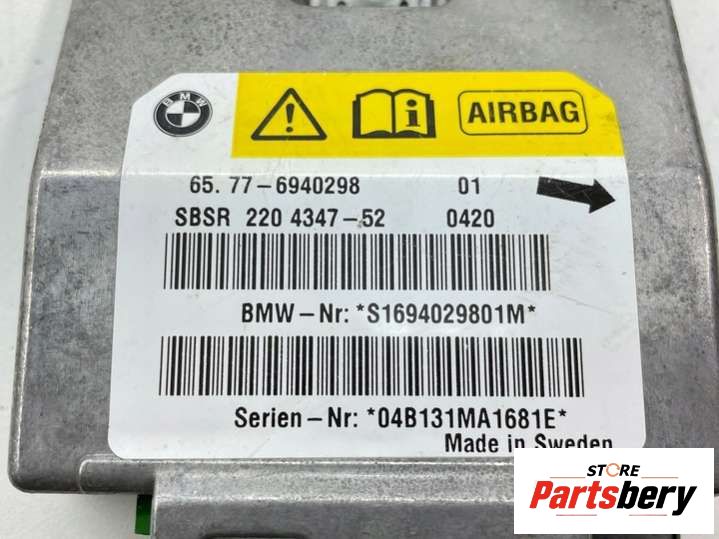 BMW
AIRBAG
65. 77-6940298 01
SBSR 220 4347-52 0420
BMW-Nr: *S1694029801M*
Serien-Nr: *04B131MA1681E*
Made in Sweden
STORE
Partsbery